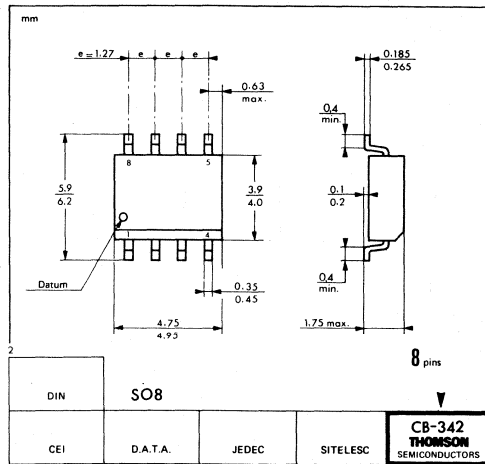 mm
e = 1.27 e e e
0.63
max.
0.185
0.265
0,4
min.
8 5
5.9
6.2
3.9
4.0
0.1
0.2
1 4
Datum
0.35
0.45
0,4
min.
4.75
4.95
1.75 max.
2
8 pins
DIN
SO8
CEI
D.A.T.A.
JEDEC
SITELESC
CB-342
THOMSON
SEMICONDUCTORS